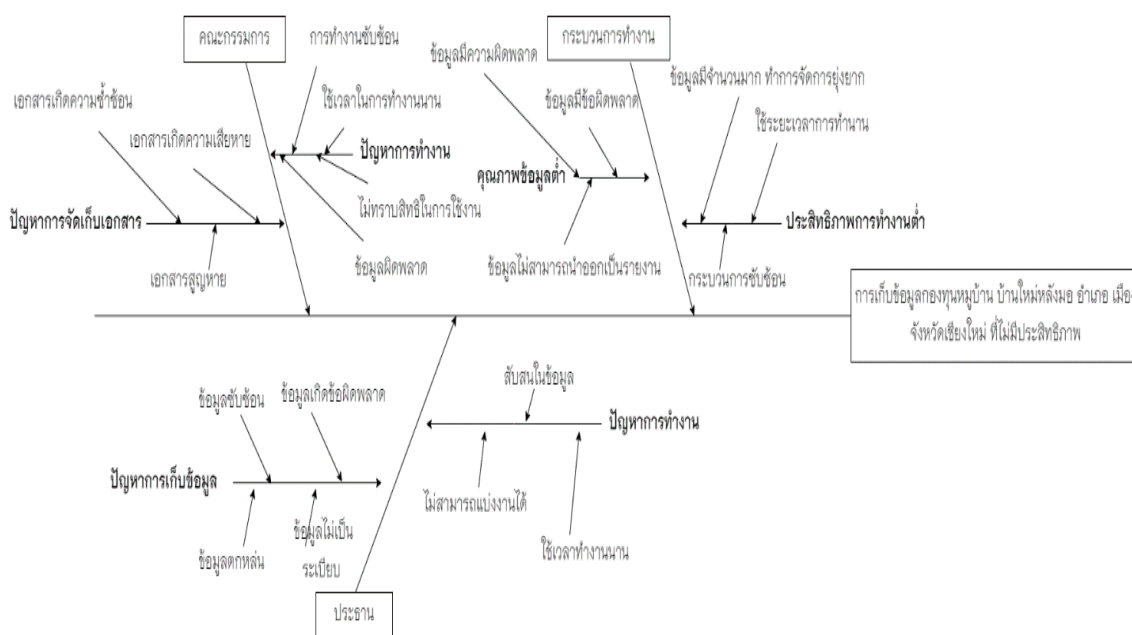 คณะกรรมการ
การทำงานซับซ้อน
กระบวนการทำงาน
ข้อมูลมีความผิดพลาด
ข้อมูลมีจำนวนมาก ทำการจัดการยุ่งยาก
เอกสารเกิดความซ้ำซ้อน
ใช้เวลาในการทำงานนาน
ข้อมูลมีข้อผิดพลาด
ใช้ระยะเวลาการทำนาน
เอกสารเกิดความเสียหาย
ปัญหาการทำงาน
คุณภาพข้อมูลต่ำ
ไม่ทราบสิทธิในการใช้งาน
ปัญหาการจัดเก็บเอกสาร
ประสิทธิภาพการทำงานต่ำ
เอกสารสูญหาย
ข้อมูลผิดพลาด
ข้อมูลไม่สามารถนำออกเป็นรายงาน
กระบวนการซับซ้อน
การเก็บข้อมูลกองทุนหมู่บ้าน บ้านใหม่หลังมอ อำเภอ เมือง
จังหวัดเชียงใหม่ ที่ไม่มีประสิทธิภาพ
สับสนในข้อมูล
ข้อมูลซับซ้อน
ข้อมูลเกิดข้อผิดพลาด
ปัญหาการทำงาน
ปัญหาการเก็บข้อมูล
ไม่สามารถแบ่งงานได้
ข้อมูลตกหล่น
ข้อมูลไม่เป็น
ระเบียบ
ใช้เวลาทำงานนาน
ประธาน